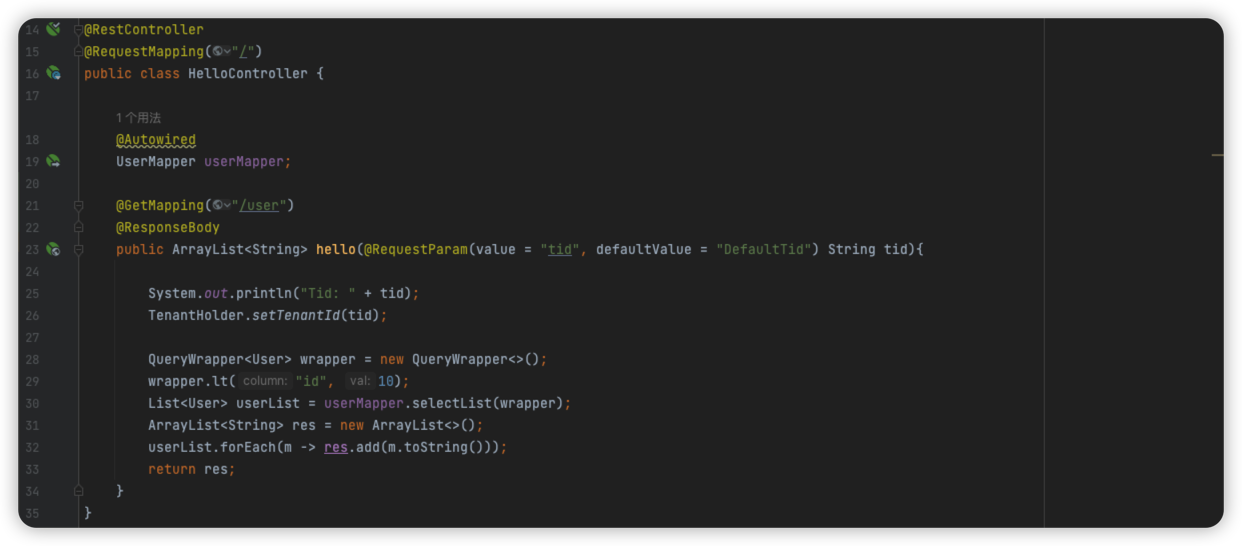 14 @RestController
15 @RequestMapping("/")
16 public class HelloController {
17
1 个用法
18 @Autowired
19 UserMapper userMapper;
20
21 @GetMapping("/user")
22 @ResponseBody
23 public ArrayList<String> hello(@RequestParam(value = "tid", defaultValue = "DefaultTid") String tid){
24
25 System.out.println("Tid: " + tid);
26 TenantHolder.setTenantId(tid);
27
28 QueryWrapper<User> wrapper = new QueryWrapper<>();
29 wrapper.lt( column: "id", val: 10);
30 List<User> userList = userMapper.selectList(wrapper);
31 ArrayList<String> res = new ArrayList<>();
32 userList.forEach(m -> res.add(m.toString()));
33 return res;
34 }
35 }